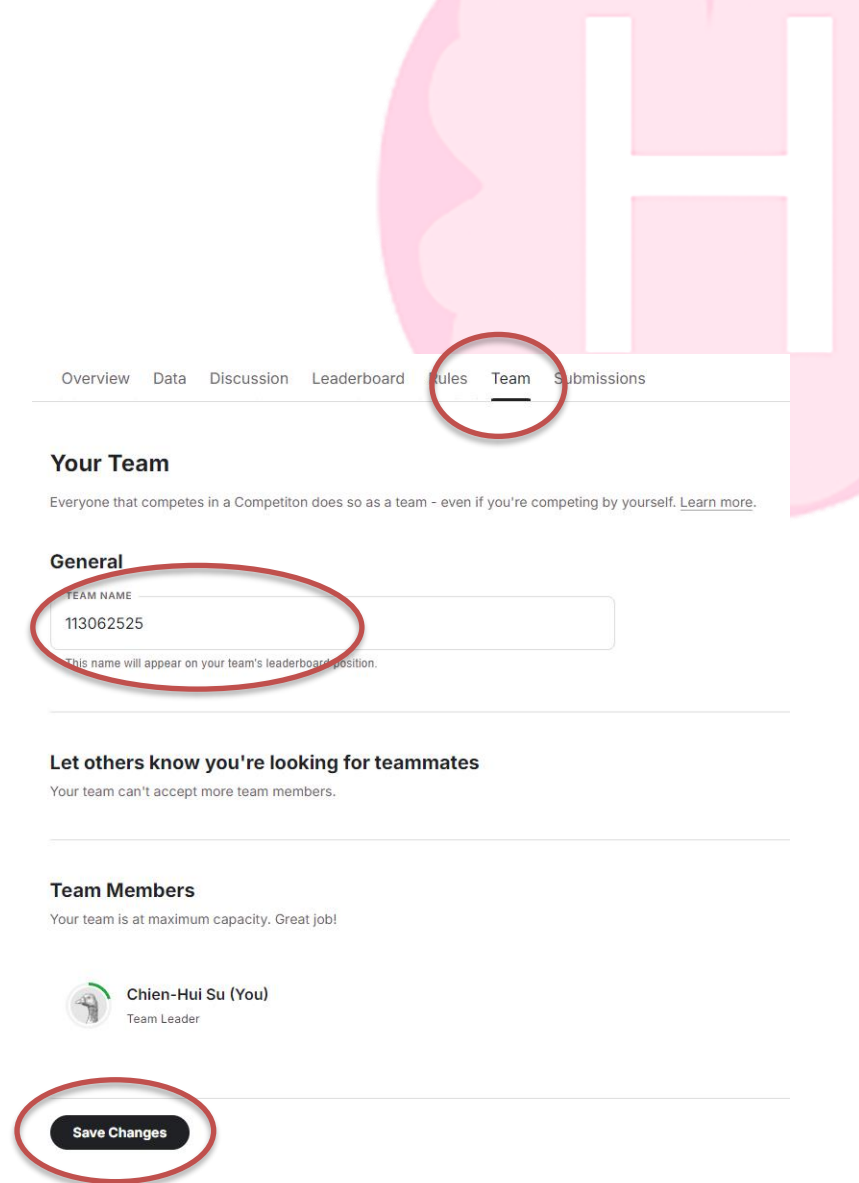 H
Overview Data Discussion Leaderboard Rules Team Submissions
Your Team
Everyone that competes in a Competiton does so as a team - even if you're competing by yourself. Learn more.
General
TEAM NAME
113062525
This name will appear on your team's leaderboard position.
Let others know you're looking for teammates
Your team can't accept more team members.
Team Members
Your team is at maximum capacity. Great job!
Chien-Hui Su (You)
Team Leader
Save Changes